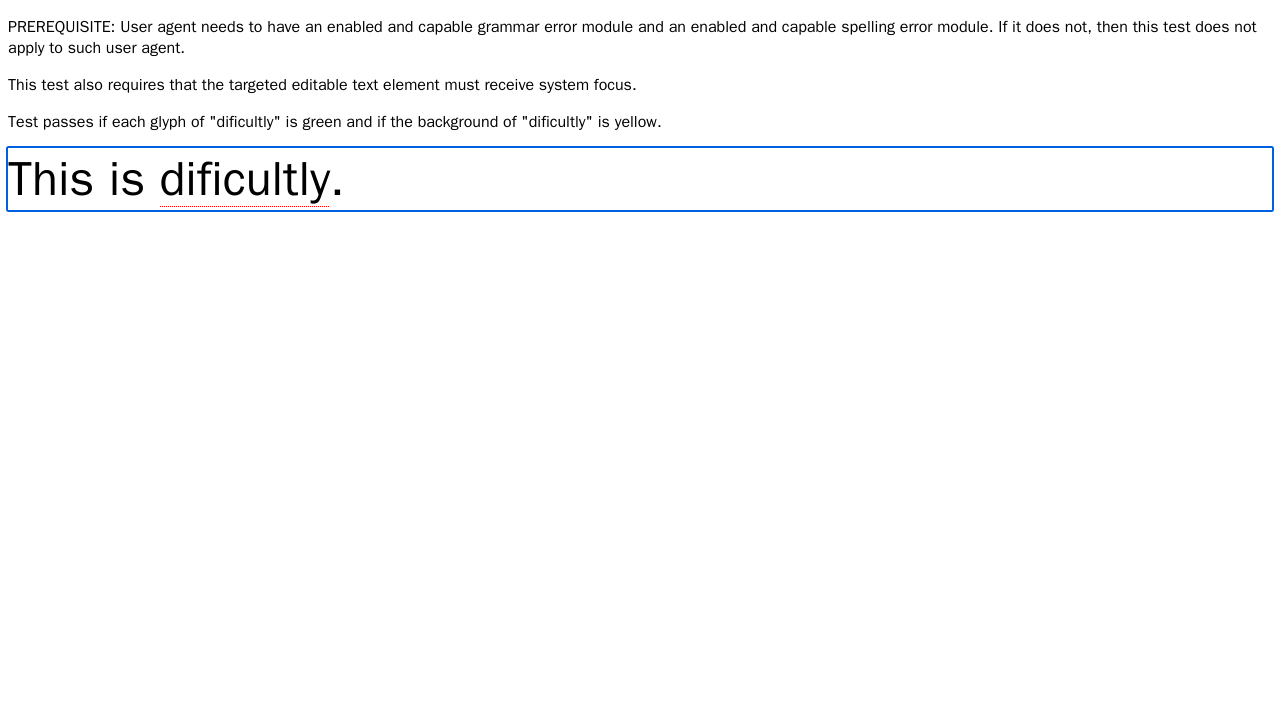 PREREQUISITE: User agent needs to have an enabled and capable grammar error module and an enabled and capable spelling error module. If it does not, then this test does not
apply to such user agent.
This test also requires that the targeted editable text element must receive system focus.
Test passes if each glyph of "dificultly" is green and if the background of "dificultly" is yellow.
This is dificultly.